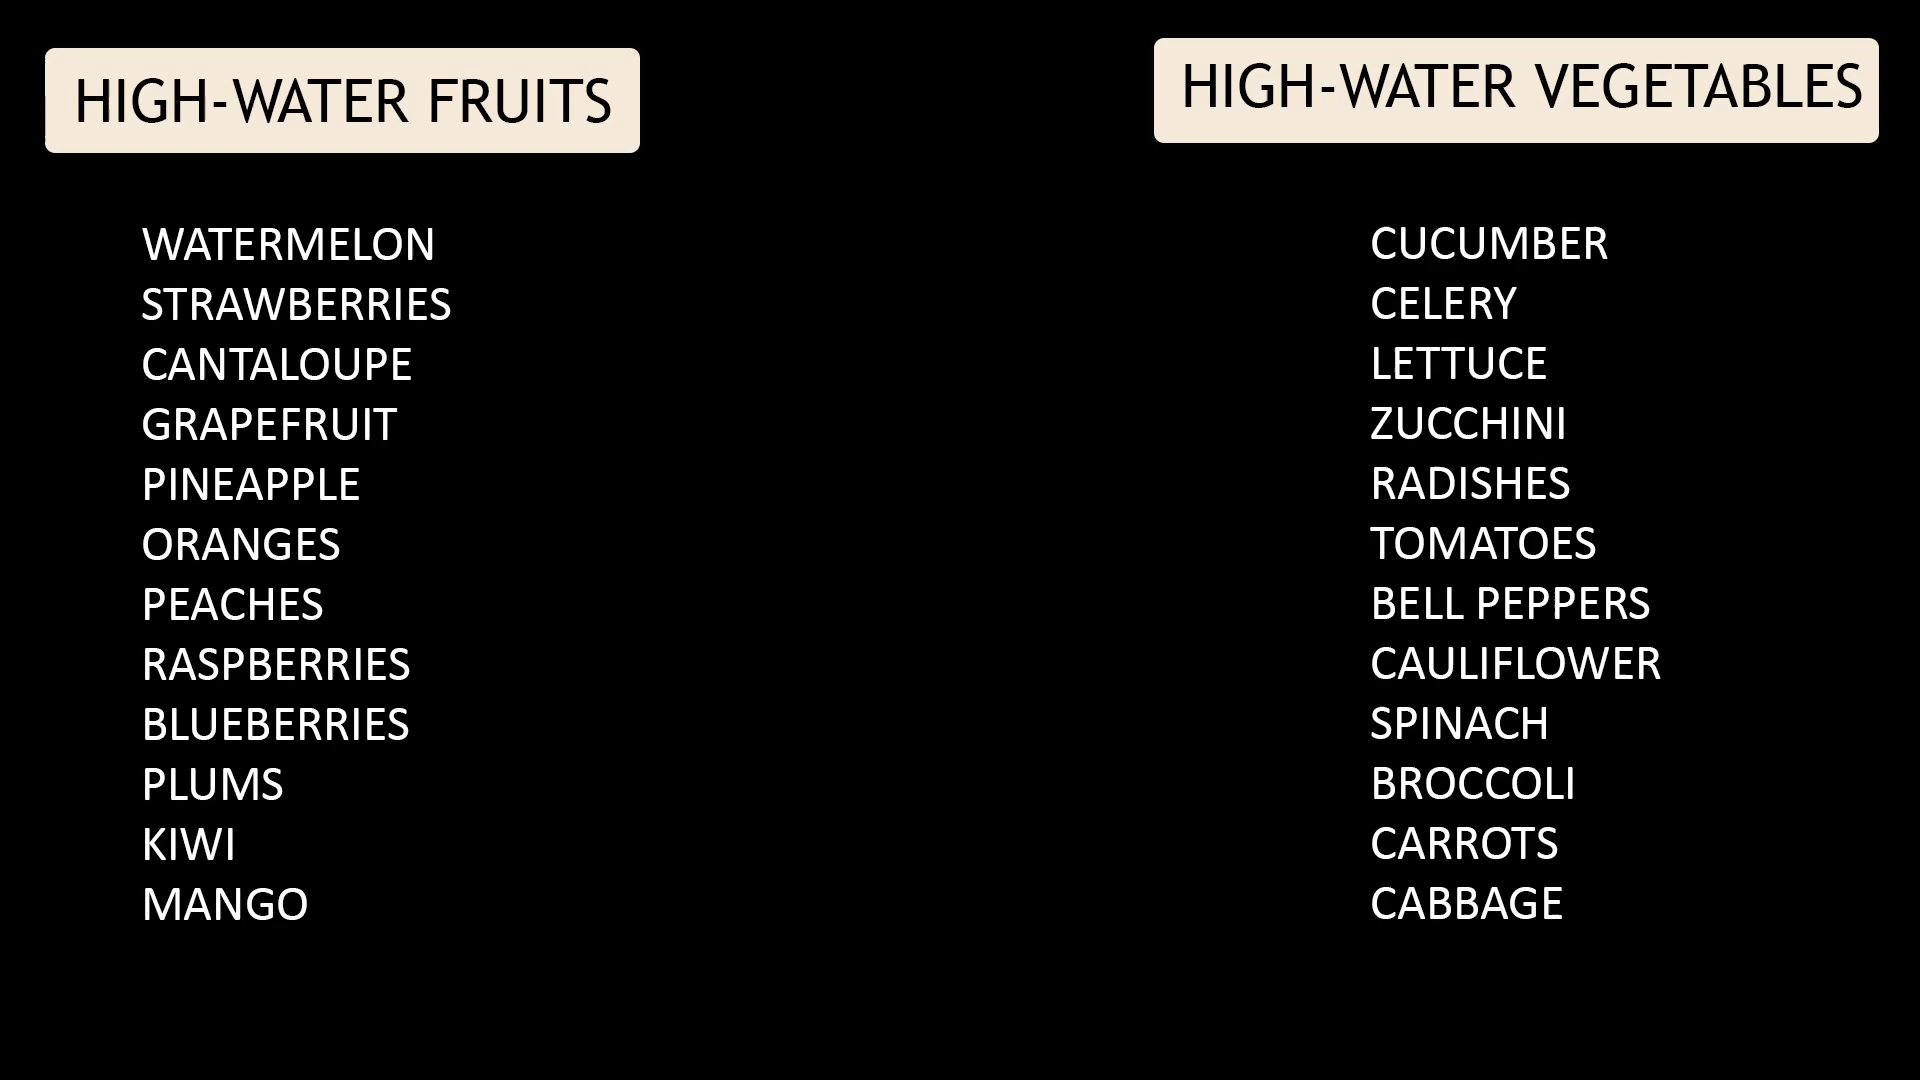 HIGH-WATER FRUITS
WATERMELON
STRAWBERRIES
CANTALOUPE
GRAPEFRUIT
PINEAPPLE
ORANGES
PEACHES
RASPBERRIES
BLUEBERRIES
PLUMS
KIWI
MANGO
HIGH-WATER VEGETABLES
CUCUMBER
CELERY
LETTUCE
ZUCCHINI
RADISHES
TOMATOES
BELL PEPPERS
CAULIFLOWER
SPINACH
BROCCOLI
CARROTS
CABBAGE